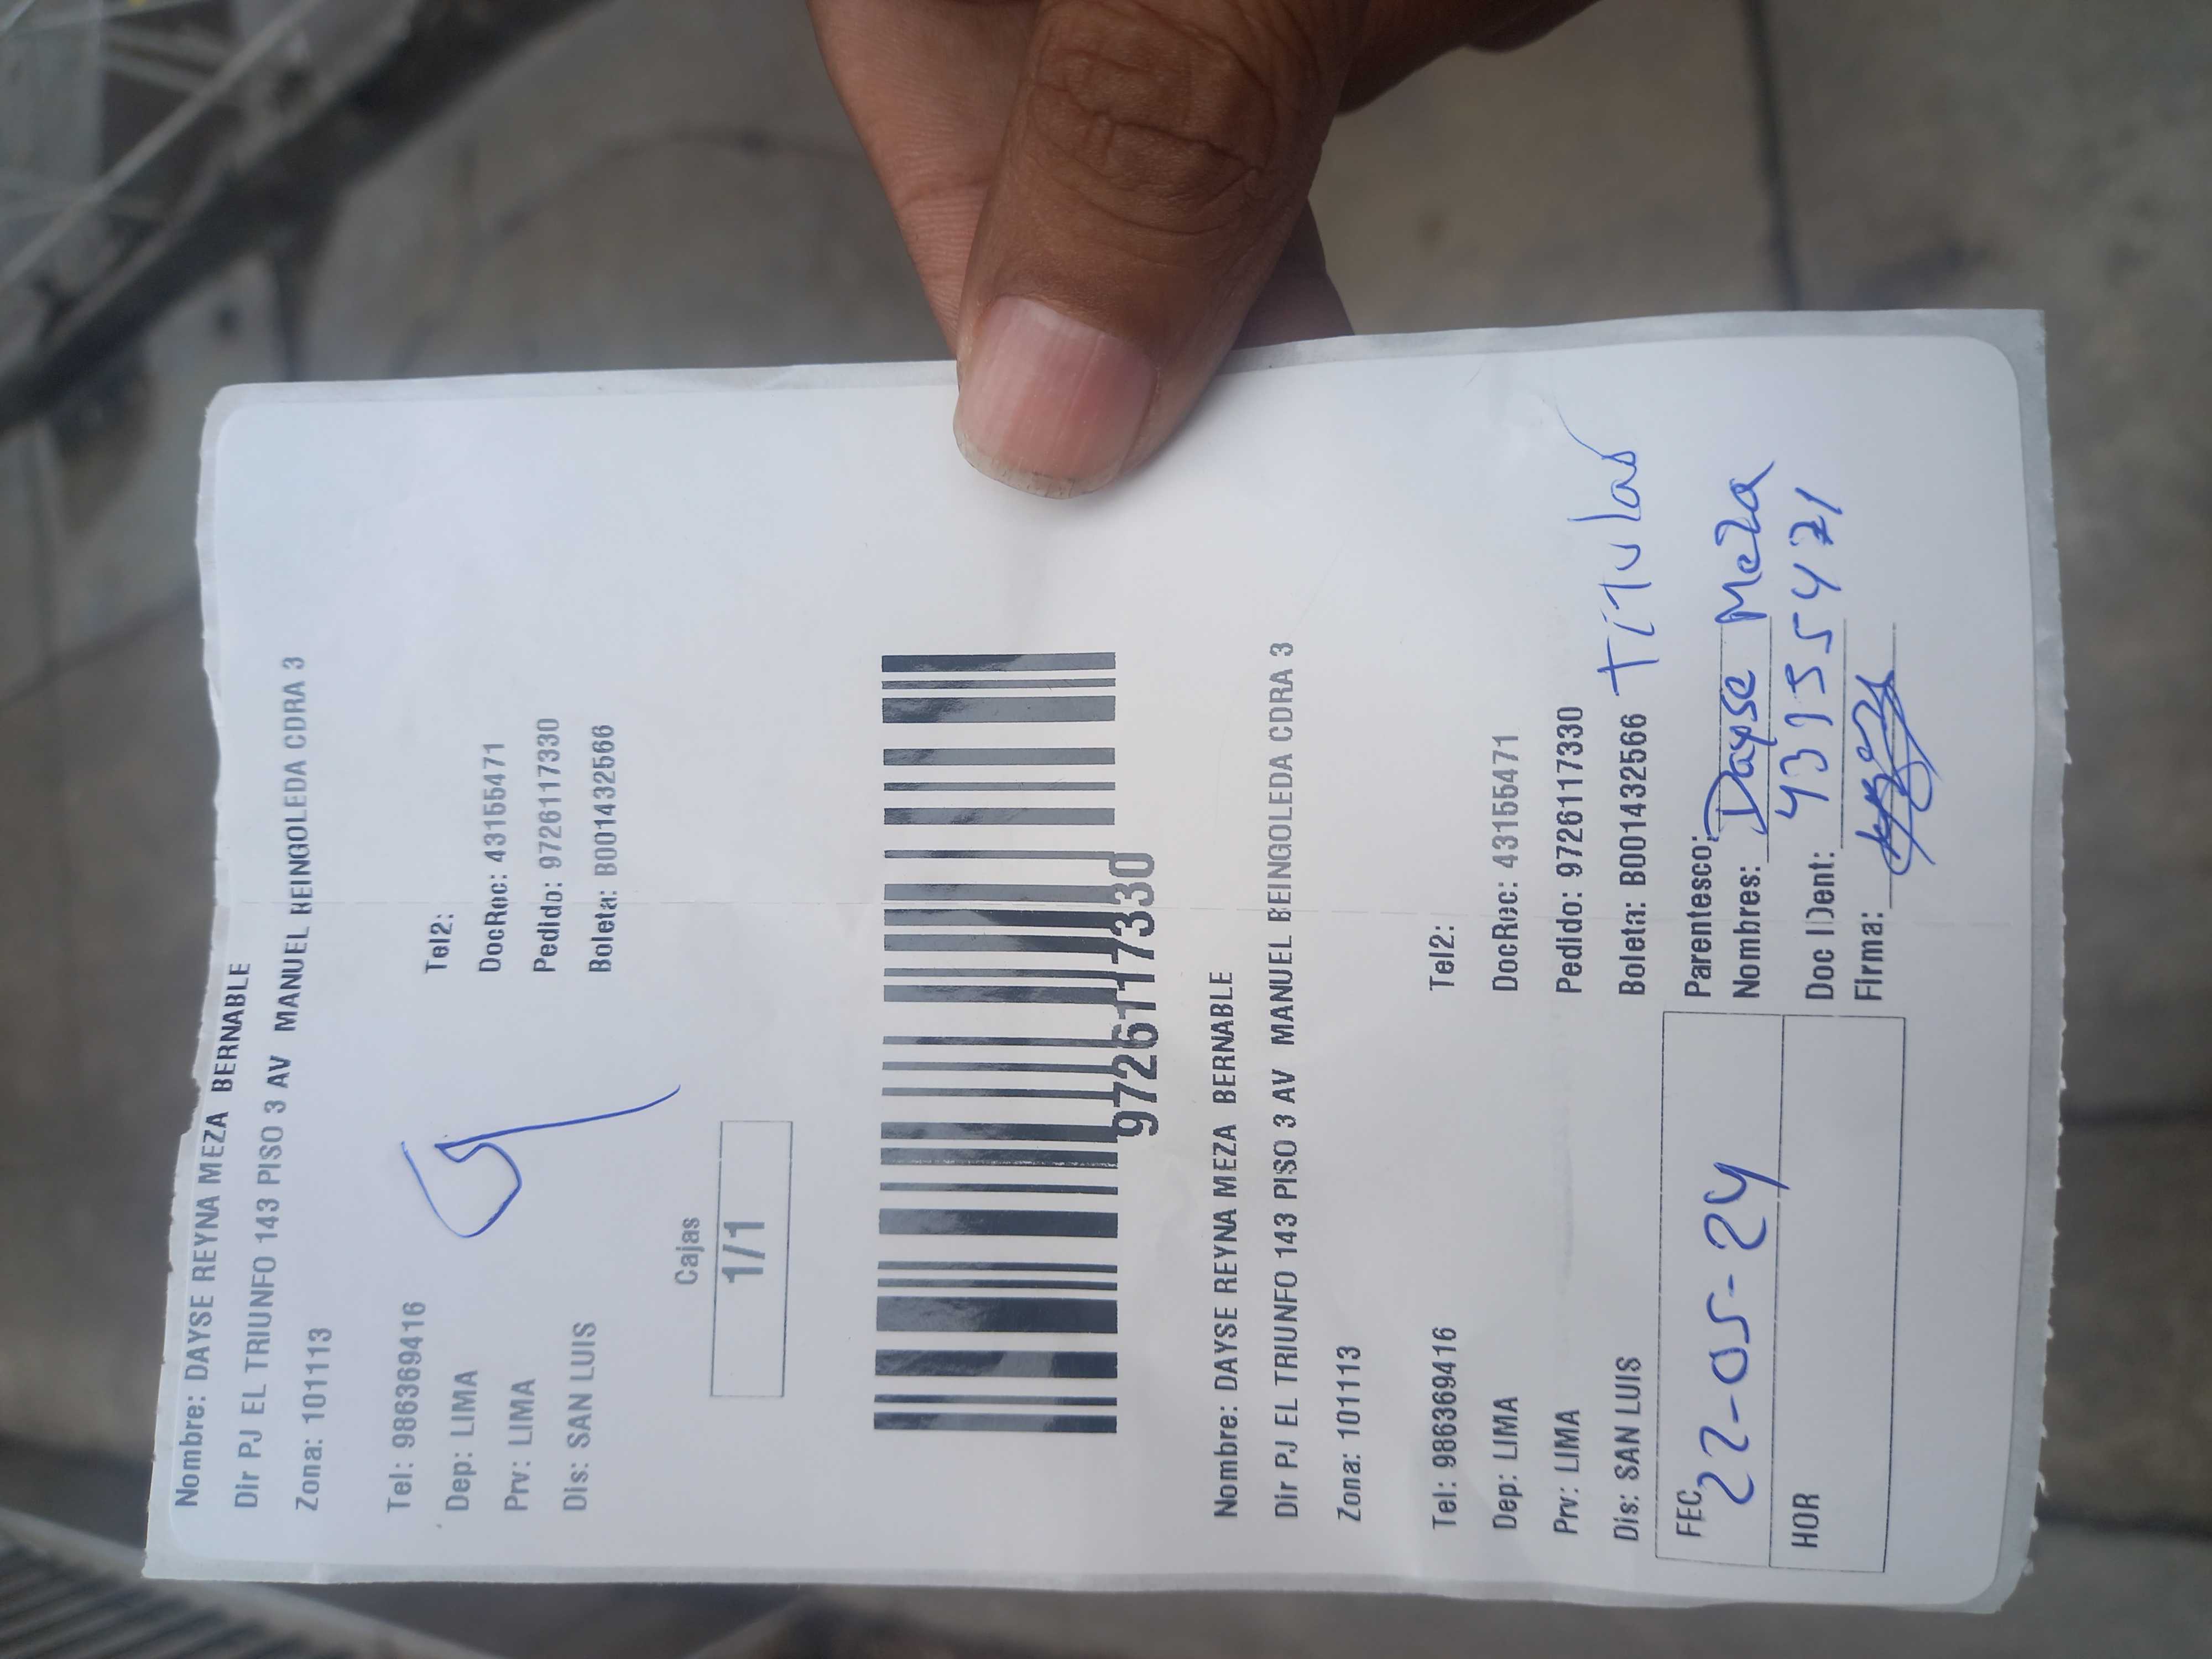 Nombre: DAYSE REYNA MEZA BERNABLE
Dir PJ EL TRIUNFO 143 PISO 3 AV MANUEL BEINGOLEDA CDRA 3
Zona: 101113
Tel: 986369416 Tel2:
Dep: LIMA DocRec: 43155471
Prv: LIMA Pedido: 97261117330
Dis: SAN LUIS Boleta: B001432566
Cajas
1/1
97261117330
Nombre: DAYSE REYNA MEZA BERNABLE
Dir PJ EL TRIUNFO 143 PISO 3 AV MANUEL BEINGOLEDA CDRA 3
Zona: 101113
Tel: 986369416 Tel2:
Dep: LIMA DocRec: 43155471
Prv: LIMA Pedido: 97261117330
Dis: SAN LUIS Boleta: B001432566
Parentesco: Titular
FEC 22-05-24 Nombres: Dayse Meza
HOR Doc IDent: 43155471
Firma: